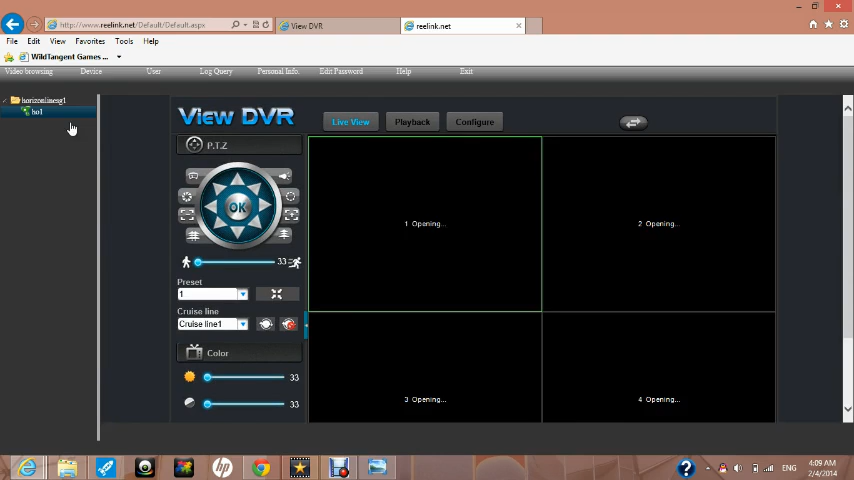 http://www.reelink.net/Default/Default.aspx
View DVR
reelink.net
File Edit View Favorites Tools Help
WildTangent Games ...
Video browsing Device User Log Query Personal Info. Edit Password Help Exit
horizonlinesg1
ho1
View DVR
Live View Playback Configure
P.T.Z
OK
33
Preset
1
Cruise line
Cruise line1
Color
33
33
1 Opening...
2 Opening...
3 Opening...
4 Opening...
hp
ENG
4:09 AM
2/4/2014